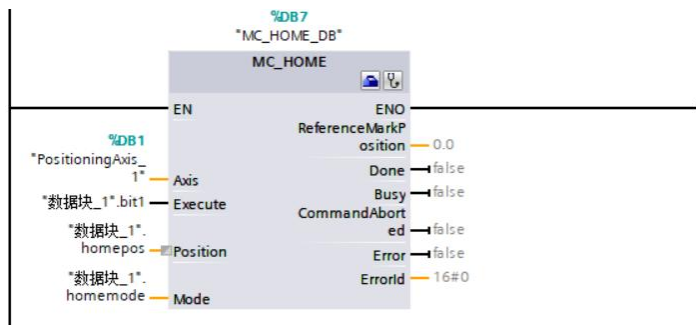 %DB7
"MC_HOME_DB"
MC_HOME
EN
ENO
ReferenceMarkP
osition
0.0
%DB1
"PositioningAxis_
1"
Axis
Done
false
"数据块_1".bit1
Execute
Busy
false
CommandAbort
ed
false
"数据块_1".
homepos
Position
Error
false
"数据块_1".
homemode
Mode
ErrorId
16#0